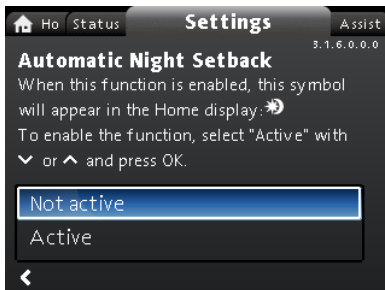 Ho Status Settings Assist
3.1.6.0.0.0
Automatic Night Setback
When this function is enabled, this symbol
will appear in the Home display:
To enable the function, select "Active" with
or and press OK.
Not active
Active